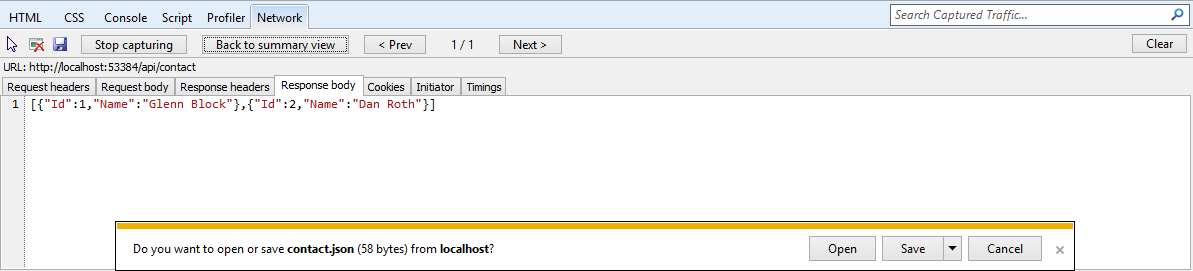 HTML CSS Console Script Profiler Network Search Captured Traffic...
Stop capturing Back to summary view < Prev 1 / 1 Next > Clear
URL: http://localhost:53384/api/contact
Request headers Request body Response headers Response body Cookies Initiator Timings
1 [{"Id":1,"Name":"Glenn Block"},{"Id":2,"Name":"Dan Roth"}]
Do you want to open or save contact.json (58 bytes) from localhost? Open Save Cancel ×